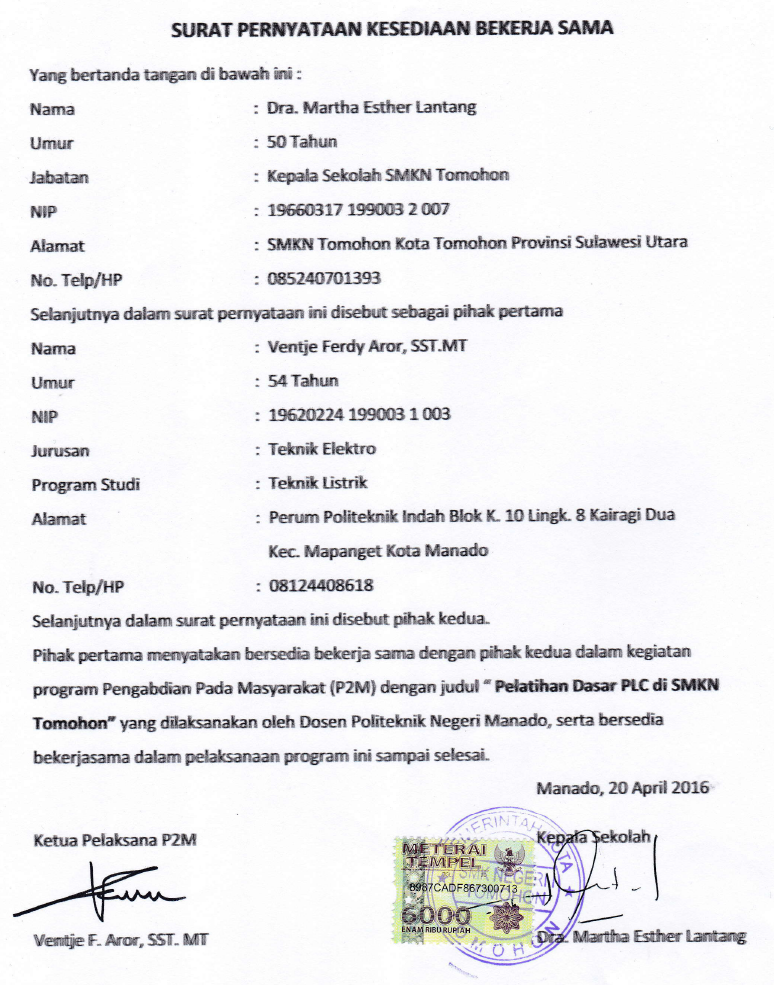 SURAT PERNYATAAN KESEDIAAN BEKERJA SAMA
Yang bertanda tangan di bawah ini :
Nama : Dra. Martha Esther Lantang
Umur : 50 Tahun
Jabatan : Kepala Sekolah SMKN Tomohon
NIP : 19660317 199003 2 007
Alamat : SMKN Tomohon Kota Tomohon Provinsi Sulawesi Utara
No. Telp/HP : 085240701393
Selanjutnya dalam surat pernyataan ini disebut sebagai pihak pertama
Nama : Ventje Ferdy Aror, SST.MT
Umur : 54 Tahun
NIP : 19620224 199003 1 003
Jurusan : Teknik Elektro
Program Studi : Teknik Listrik
Alamat : Perum Politeknik Indah Blok K. 10 Lingk. 8 Kairagi Dua
Kec. Mapanget Kota Manado
No. Telp/HP : 08124408618
Selanjutnya dalam surat pernyataan ini disebut pihak kedua.
Pihak pertama menyatakan bersedia bekerja sama dengan pihak kedua dalam kegiatan
program Pengabdian Pada Masyarakat (P2M) dengan judul “ Pelatihan Dasar PLC di SMKN
Tomohon” yang dilaksanakan oleh Dosen Politeknik Negeri Manado, serta bersedia
bekerjasama dalam pelaksanaan program ini sampai selesai.
Manado, 20 April 2016
Ketua Pelaksana P2M
Kepala Sekolah
METERAI
TEMPEL
8987CADF867300713
6000
ENAM RIBU RUPIAH
SMK NEGERI
TOMOHON
Ventje F. Aror, SST. MT
Dra. Martha Esther Lantang